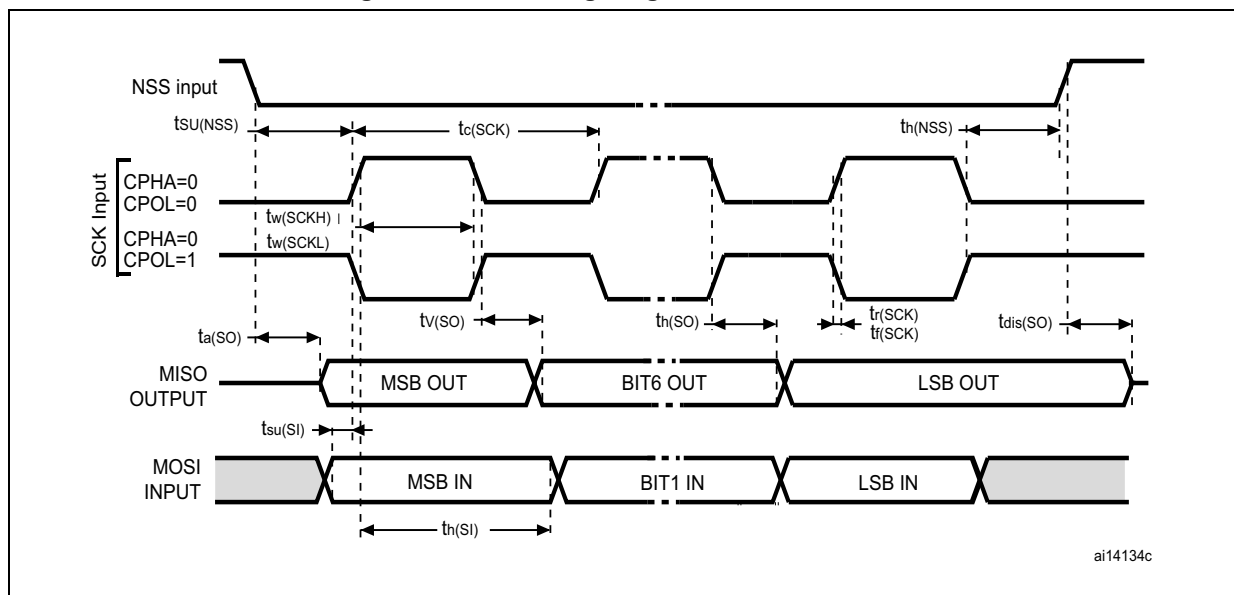 NSS input
tSU(NSS)
tc(SCK)
th(NSS)
SCK Input
CPHA=0
CPOL=0
tw(SCKH)
CPHA=0
CPOL=1
tw(SCKL)
ta(SO)
tV(SO)
th(SO)
tr(SCK)
tf(SCK)
tdis(SO)
MISO
OUTPUT
MSB OUT
BIT6 OUT
LSB OUT
tsu(SI)
MOSI
INPUT
MSB IN
BIT1 IN
LSB IN
th(SI)
ai14134c